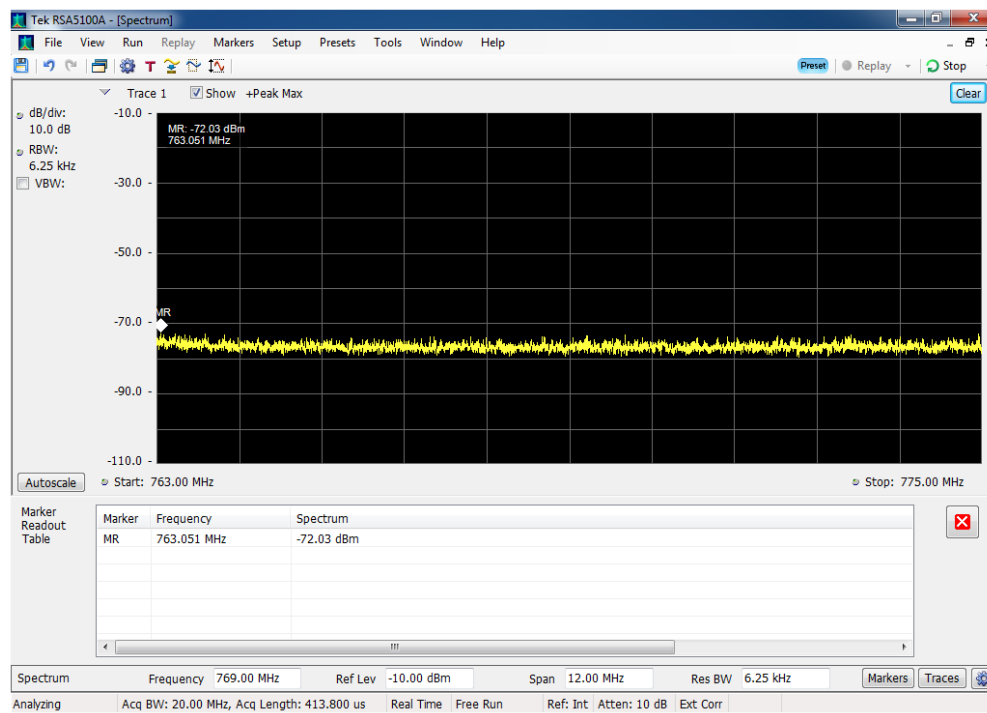 Tek RSA5100A - [Spectrum]
File View Run Replay Markers Setup Presets Tools Window Help
T Preset Replay Stop
Trace 1 Show +Peak Max Clear
dB/div:
10.0 dB
RBW:
6.25 kHz
VBW:
-10.0
-30.0
-50.0
-70.0
-90.0
-110.0
MR: -72.03 dBm
763.051 MHz
MR
Autoscale Start: 763.00 MHz Stop: 775.00 MHz
Marker
Readout
Table
Marker Frequency Spectrum
MR 763.051 MHz -72.03 dBm
Spectrum Frequency 769.00 MHz Ref Lev -10.00 dBm Span 12.00 MHz Res BW 6.25 kHz Markers Traces
Analyzing Acq BW: 20.00 MHz, Acq Length: 413.800 us Real Time Free Run Ref: Int Atten: 10 dB Ext Corr